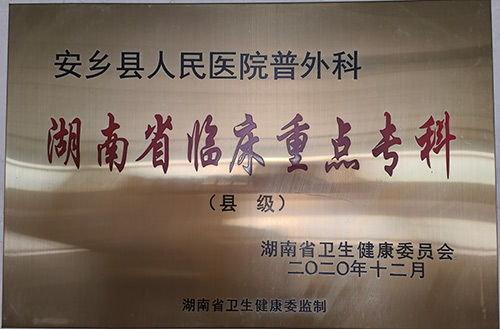 安乡县人民医院普外科
湖南省临床重点专科
（县 级）
湖南省卫生健康委员会
二〇二〇年十二月
湖南省卫生健康委监制